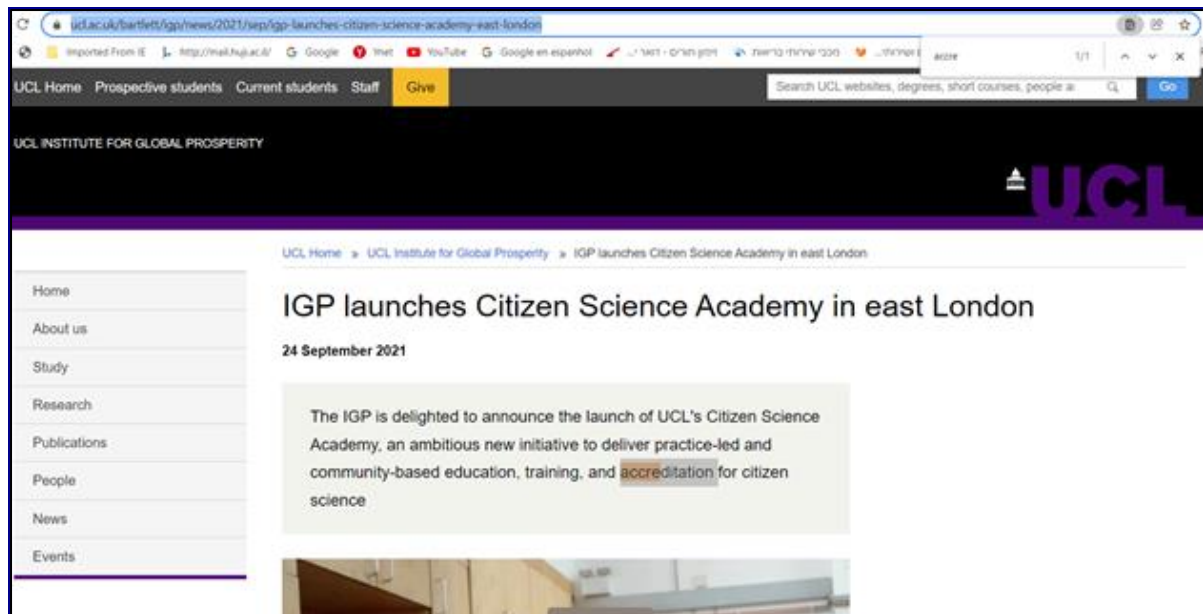 ucl.ac.uk/bartlett/igp/news/2021/sep/igp-launches-citizen-science-academy-east-london
Imported From IE http://mail.huji.ac.il/ Google Ynet YouTube Google en espanhol
accre 1/1
UCL Home Prospective students Current students Staff Give Search UCL websites, degrees, short courses, people a Go
UCL INSTITUTE FOR GLOBAL PROSPERITY
UCL
UCL Home » UCL Institute for Global Prosperity » IGP launches Citizen Science Academy in east London
Home
About us
Study
Research
Publications
People
News
Events
IGP launches Citizen Science Academy in east London
24 September 2021
The IGP is delighted to announce the launch of UCL's Citizen Science
Academy, an ambitious new initiative to deliver practice-led and
community-based education, training, and accreditation for citizen
science